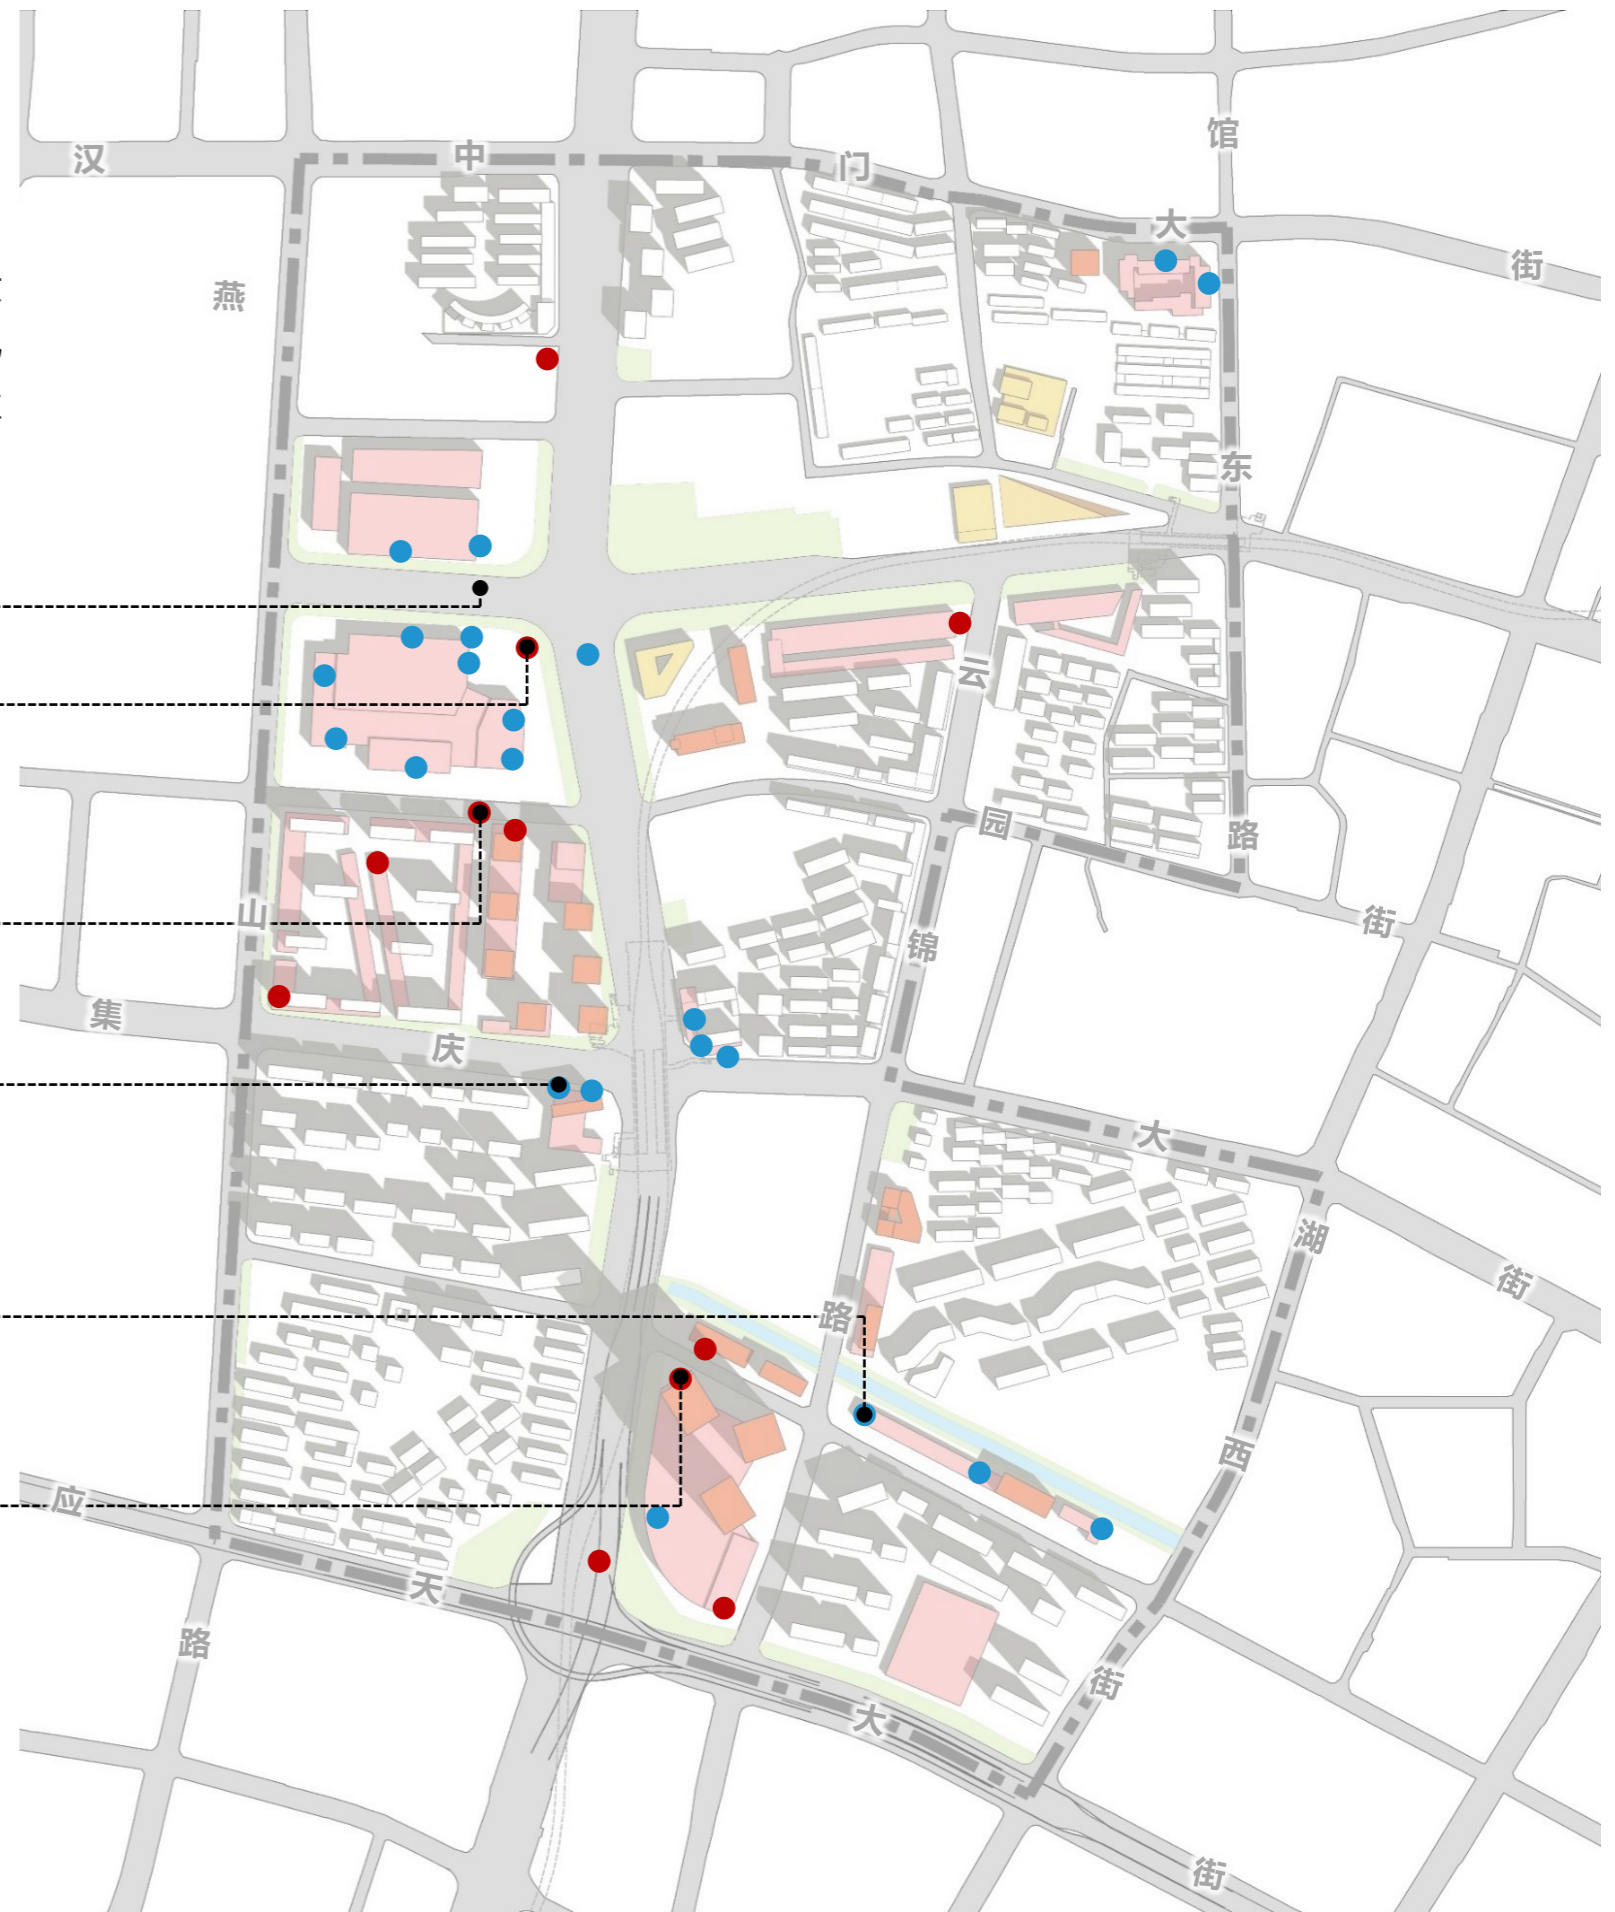 汉中门大街
馆东路
燕山路
云锦路
园街
集庆大街
湖西街
应天大街